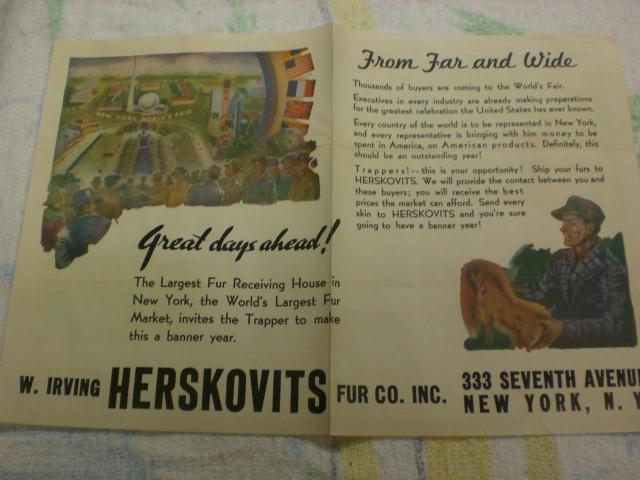 NEW YORK WORLD'S FAIR
Great days ahead!
The Largest Fur Receiving House in
New York, the World's Largest Fur
Market, invites the Trapper to make
this a banner year.
From Far and Wide
Thousands of buyers are coming to the World's Fair.
Executives in every industry are already making preparations
for the greatest celebration the United States has ever known.
Every country of the world is to be represented in New York,
and every representative is bringing with him money to be
spent in America, on American products. Definitely, this
should be an outstanding year!
Trappers!--this is your opportunity! Ship your furs to
HERSKOVITS. We will provide the contact between you and
these buyers; you will receive the best
prices the market can afford. Send every
skin to HERSKOVITS and you're sure
going to have a banner year!
W. IRVING HERSKOVITS FUR CO. INC.
333 SEVENTH AVENU
NEW YORK, N. Y